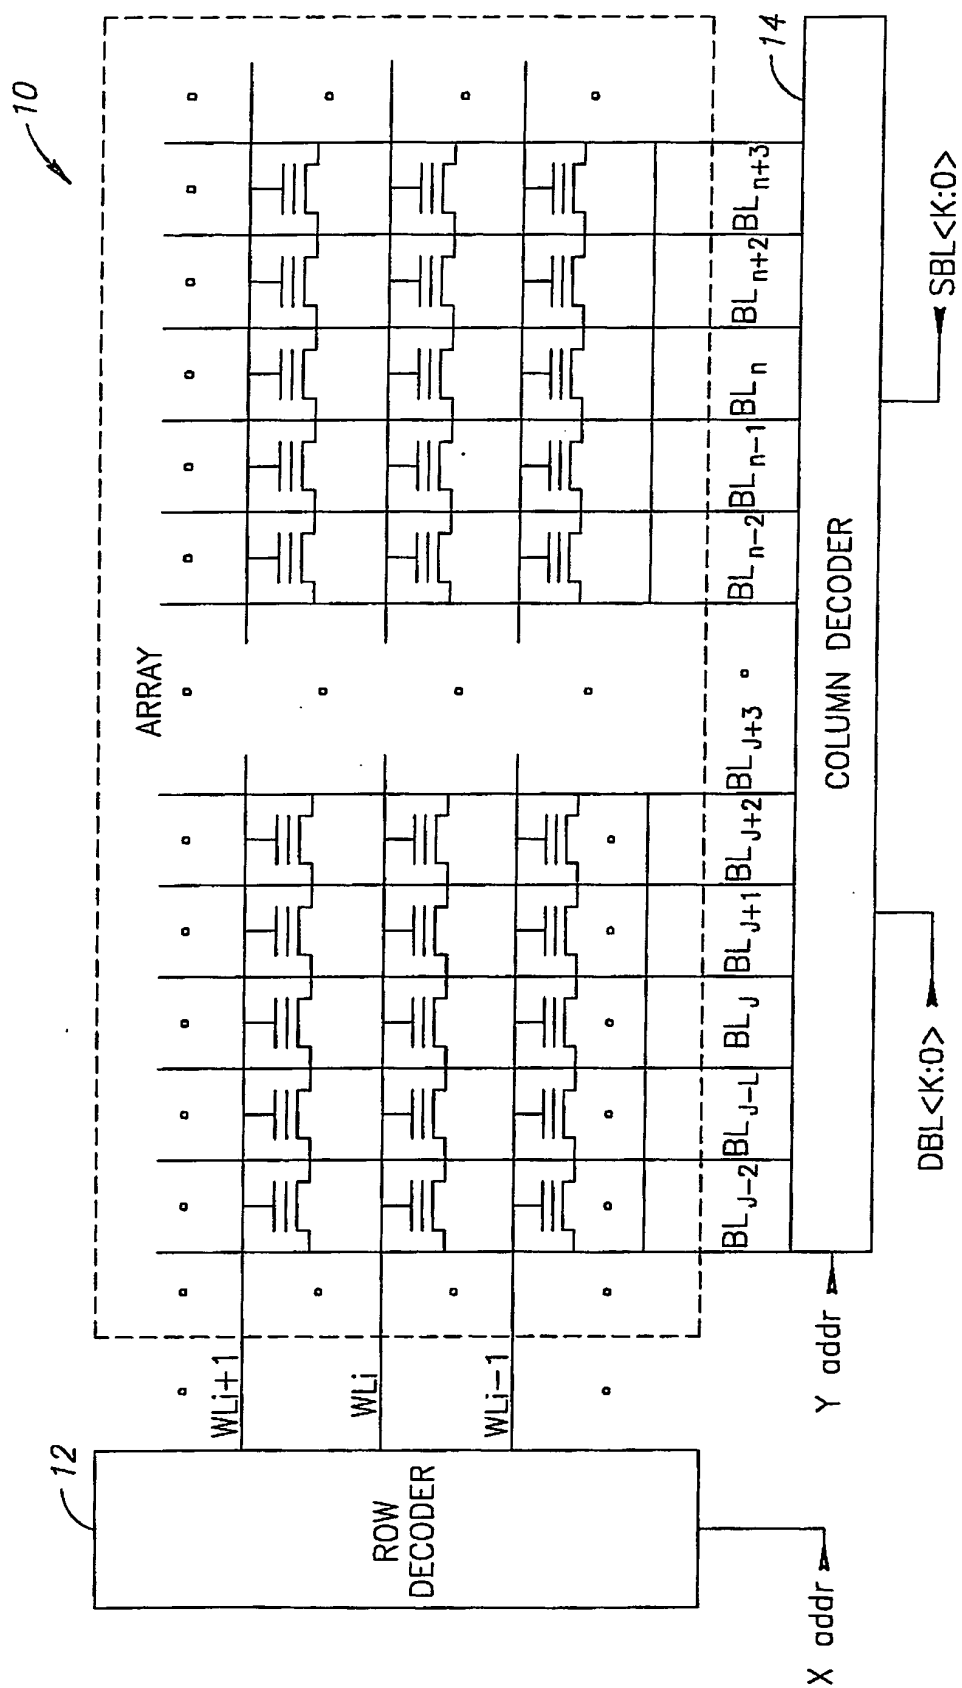 10
ARRAY
12
ROW
DECODER
WLi+1
WLi
WLi-1
BLJ-2
BLJ-L
BLJ
BLJ+1
BLJ+2
BLJ+3
BLn-2
BLn-1
BLn
BLn+2
BLn+3
14
COLUMN DECODER
X addr
Y addr
DBL<K:0>
SBL<K:0>